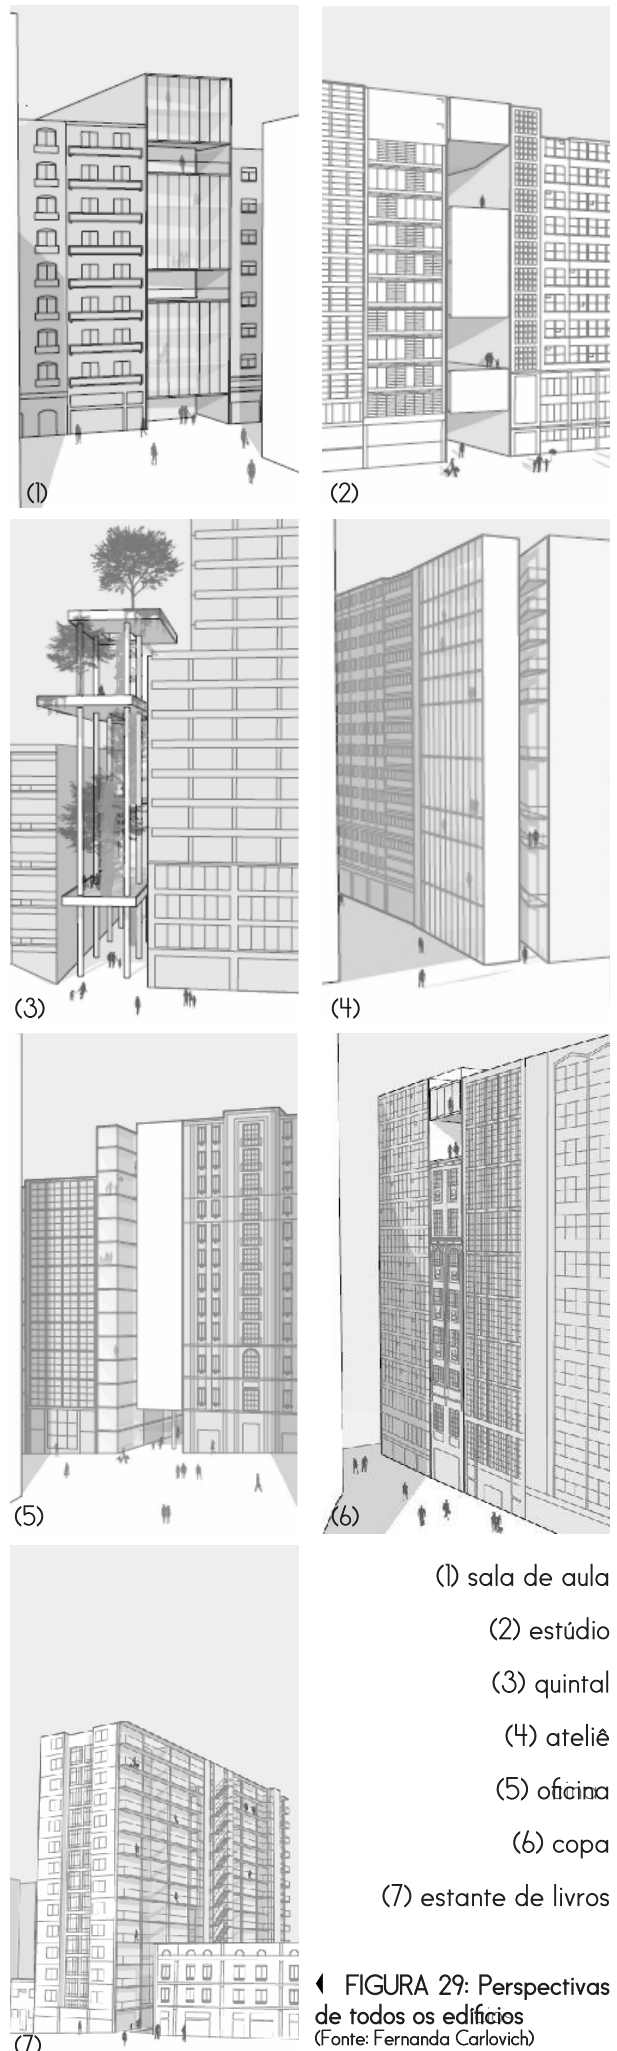 (1)
(2)
(3)
(4)
(5)
(6)
(7)
(1) sala de aula
(2) estúdio
(3) quintal
(4) ateliê
(5) oficina
(6) copa
(7) estante de livros
FIGURA 29: Perspectivas
de todos os edifícios
(Fonte: Fernanda Carlovich)